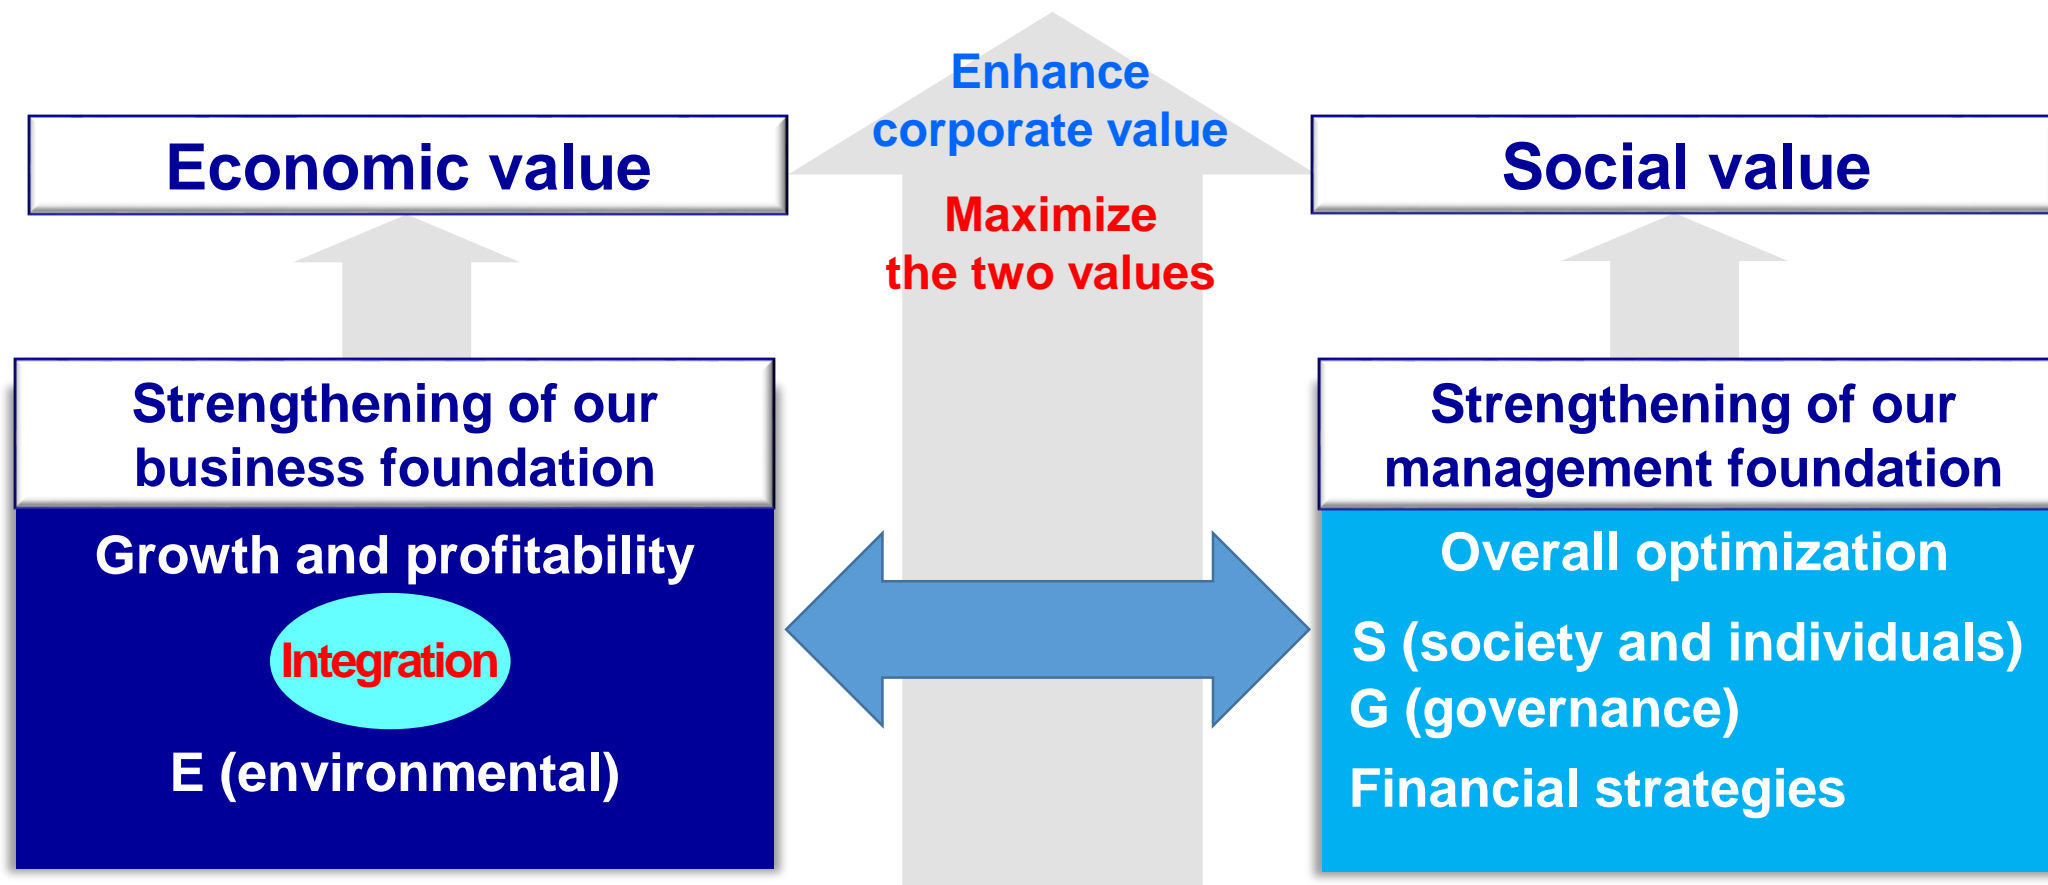 Enhance
corporate value
Maximize
the two values
Economic value
Strengthening of our
business foundation
Growth and profitability
Integration
E (environmental)
Social value
Strengthening of our
management foundation
Overall optimization
S (society and individuals)
G (governance)
Financial strategies